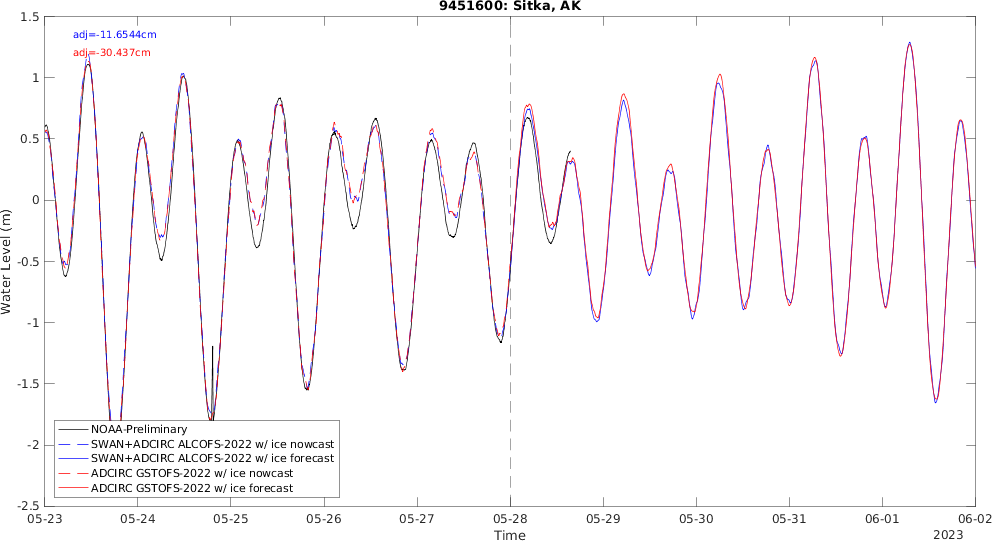 9451600: Sitka, AK
adj=-11.6544cm
adj=-30.437cm
1.5
1
0.5
0
-0.5
-1
-1.5
-2
-2.5
Water Level (m)
NOAA-Preliminary
SWAN+ADCIRC ALCOFS-2022 w/ ice nowcast
SWAN+ADCIRC ALCOFS-2022 w/ ice forecast
ADCIRC GSTOFS-2022 w/ ice nowcast
ADCIRC GSTOFS-2022 w/ ice forecast
05-23 05-24 05-25 05-26 05-27 05-28 05-29 05-30 05-31 06-01 06-02
Time
2023